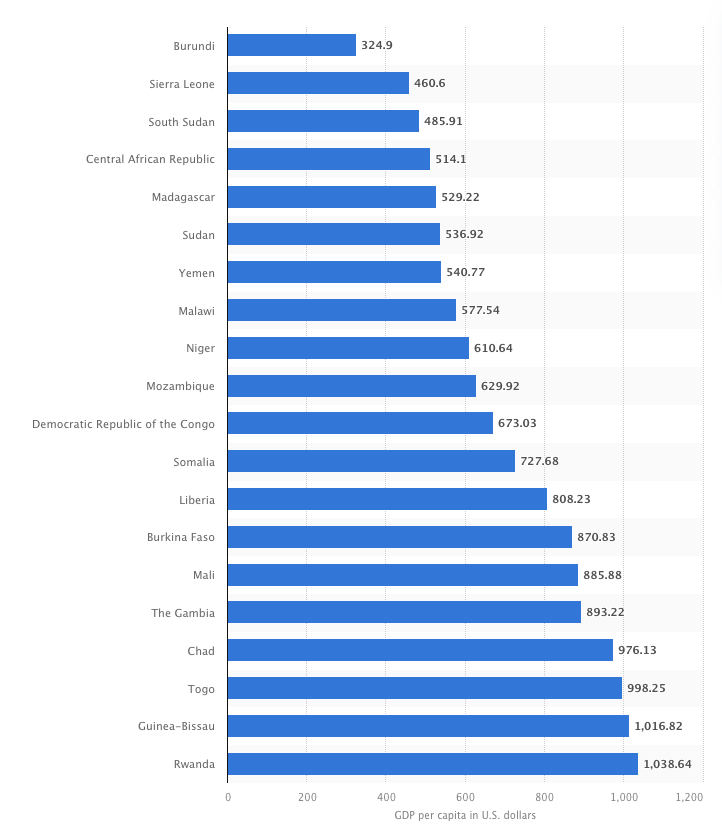 Burundi 324.9
Sierra Leone 460.6
South Sudan 485.91
Central African Republic 514.1
Madagascar 529.22
Sudan 536.92
Yemen 540.77
Malawi 577.54
Niger 610.64
Mozambique 629.92
Democratic Republic of the Congo 673.03
Somalia 727.68
Liberia 808.23
Burkina Faso 870.83
Mali 885.88
The Gambia 893.22
Chad 976.13
Togo 998.25
Guinea-Bissau 1,016.82
Rwanda 1,038.64
0 200 400 600 800 1,000 1,200
GDP per capita in U.S. dollars